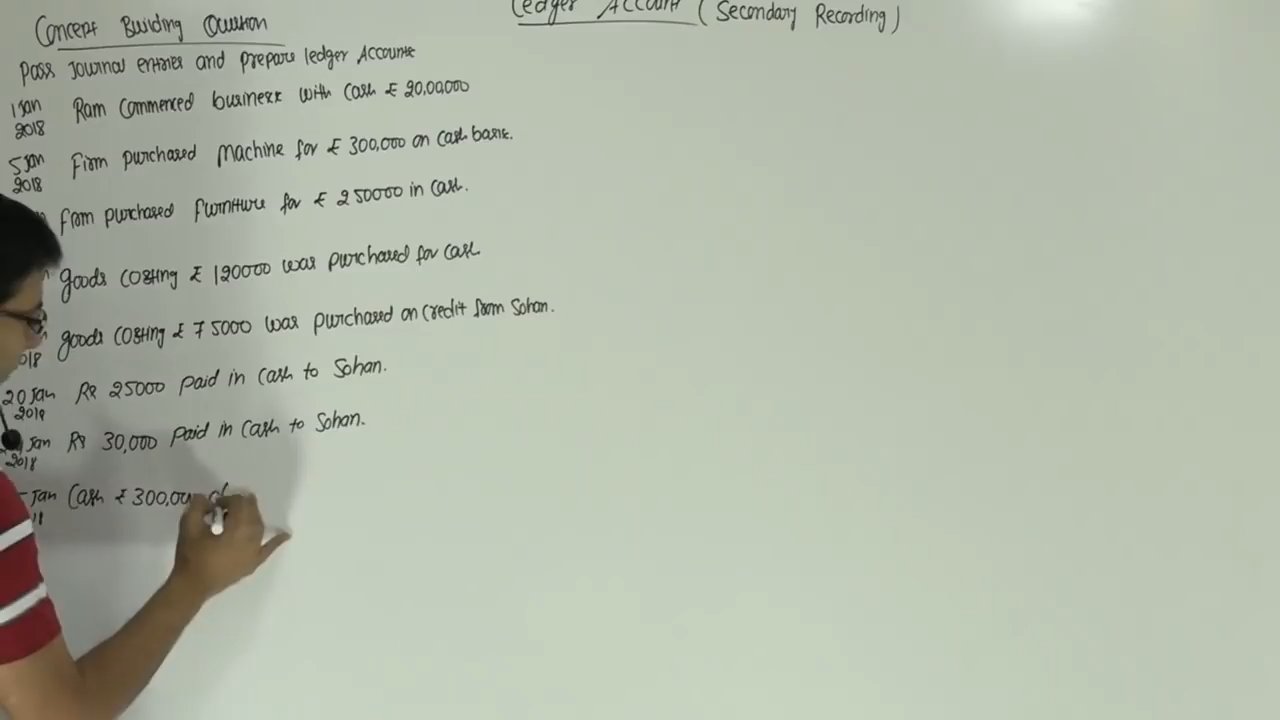 Concept Building Question
Ledger Account (Secondary Recording)
Pass Journal entries and prepare ledger Accounts
1 Jan 2018 Ram Commenced business with Cash ₹ 20,00,000
5 Jan 2018 Firm purchased Machine for ₹ 300,000 on Cash basis.
firm purchased furniture for ₹ 250000 in Cash.
goods costing ₹ 120000 was purchased for Cash
goods costing ₹ 75000 was purchased on Credit from Sohan.
20 Jan Rs 25000 paid in Cash to Sohan.
Jan 2018 Rs 30,000 paid in Cash to Sohan.
Jan Cash ₹ 300,00